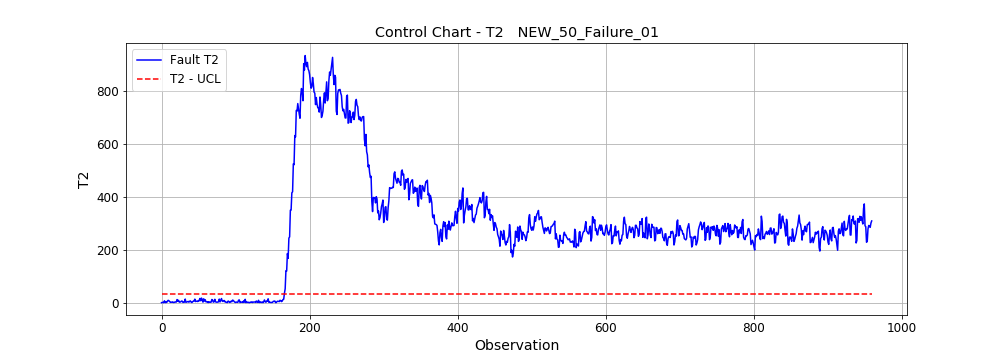 Control Chart - T2   NEW_50_Failure_01
Fault T2
T2 - UCL
T2
800
600
400
200
0
0 200 400 600 800 1000
Observation